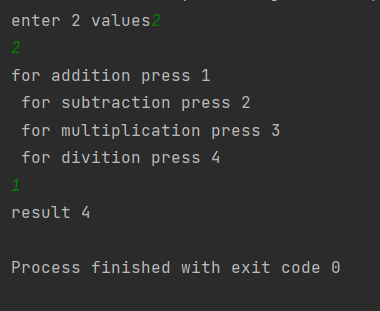 enter 2 values2
2
for addition press 1
for subtraction press 2
for multiplication press 3
for divition press 4
1
result 4
Process finished with exit code 0